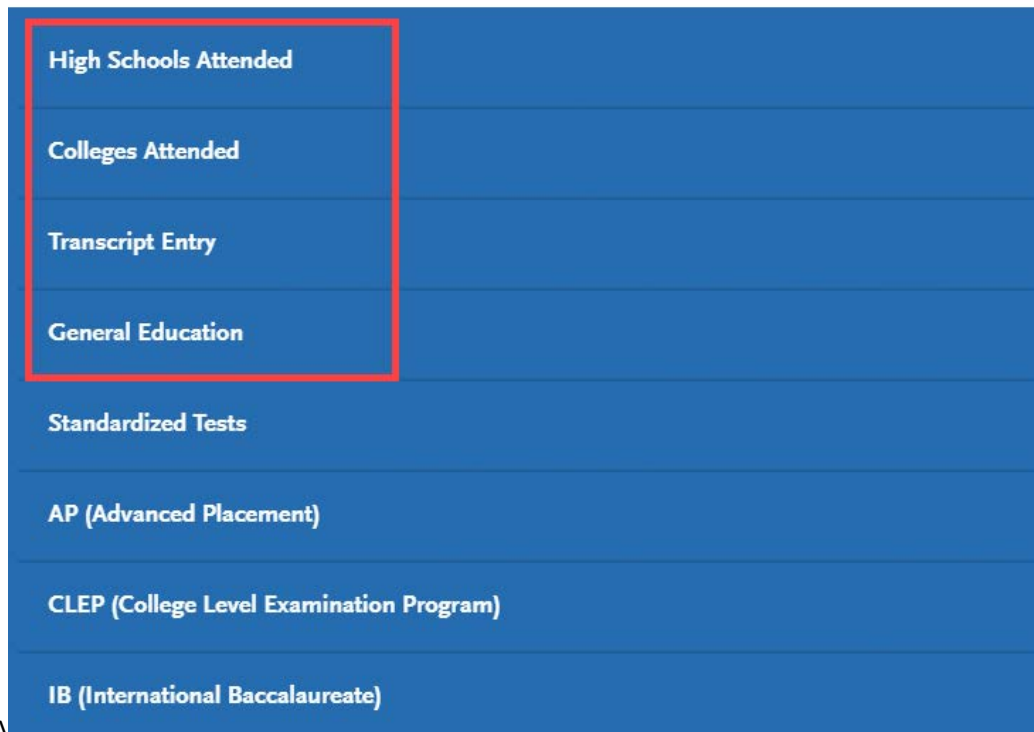 High Schools Attended
Colleges Attended
Transcript Entry
General Education
Standardized Tests
AP (Advanced Placement)
CLEP (College Level Examination Program)
IB (International Baccalaureate)
\